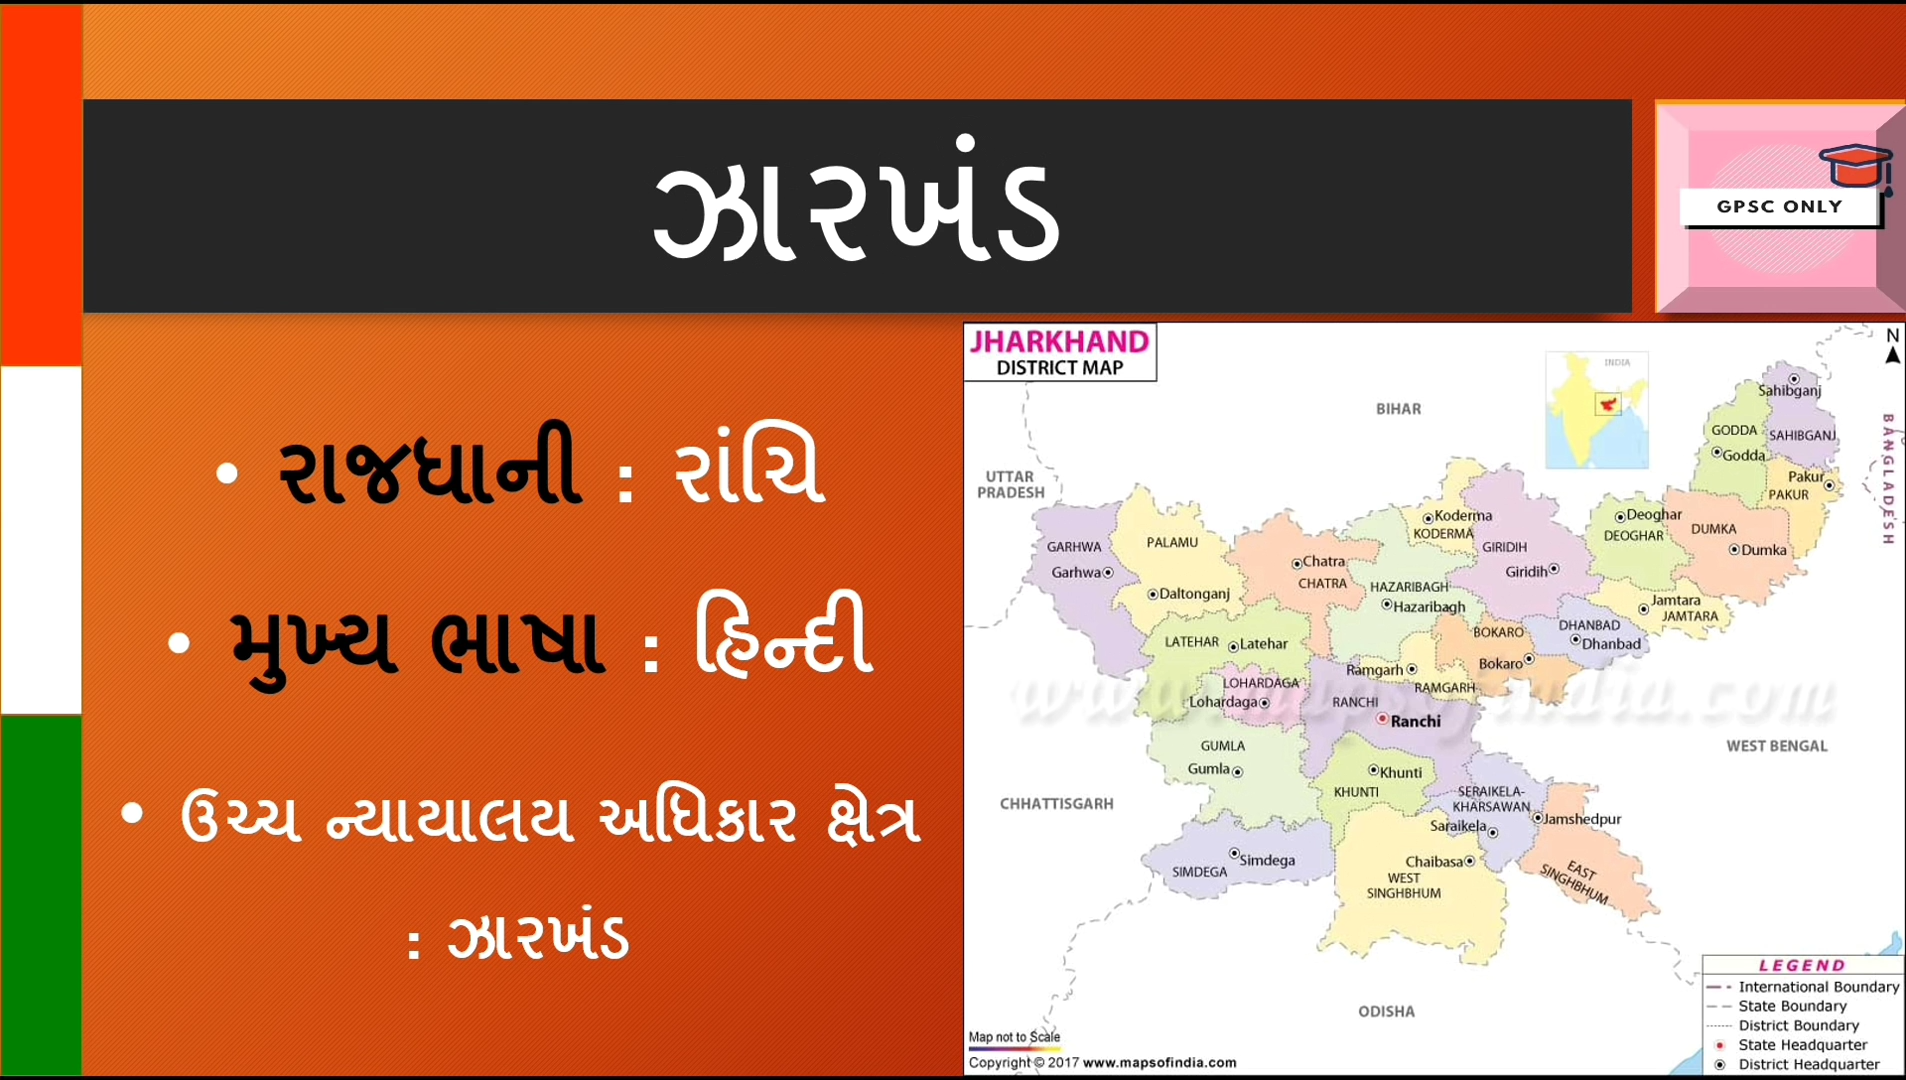 ઝારખંડ
GPSC ONLY
• રાજધાની : રાંચિ
• મુખ્ય ભાષા : હિન્દી
• ઉચ્ચ ન્યાયાલય અધિકાર ક્ષેત્ર
: ઝારખંડ
JHARKHAND
DISTRICT MAP
INDIA
N
BIHAR
Sahibganj
GODDA
SAHIBGANJ
Godda
BANGLADESH
UTTAR
PRADESH
Pakur
PAKUR
Koderma
KODERMA
Deoghar
DEOGHAR
DUMKA
Dumka
GARHWA
Garhwa
PALAMU
Daltonganj
Chatra
CHATRA
GIRIDIH
Giridih
HAZARIBAGH
Hazaribagh
Jamtara
JAMTARA
DHANBAD
Dhanbad
BOKARO
Bokaro
LATEHAR
Latehar
Ramgarh
RAMGARH
LOHARDAGA
Lohardaga
RANCHI
Ranchi
www.mapsofindia.com
GUMLA
Gumla
WEST BENGAL
Khunti
KHUNTI
SERAIKELA-
KHARSAWAN
Saraikela
CHHATTISGARH
Jamshedpur
Simdega
SIMDEGA
Chaibasa
WEST
SINGHBHUM
EAST
SINGHBHUM
ODISHA
LEGEND
International Boundary
State Boundary
District Boundary
State Headquarter
District Headquarter
Map not to Scale
Copyright © 2017 www.mapsofindia.com